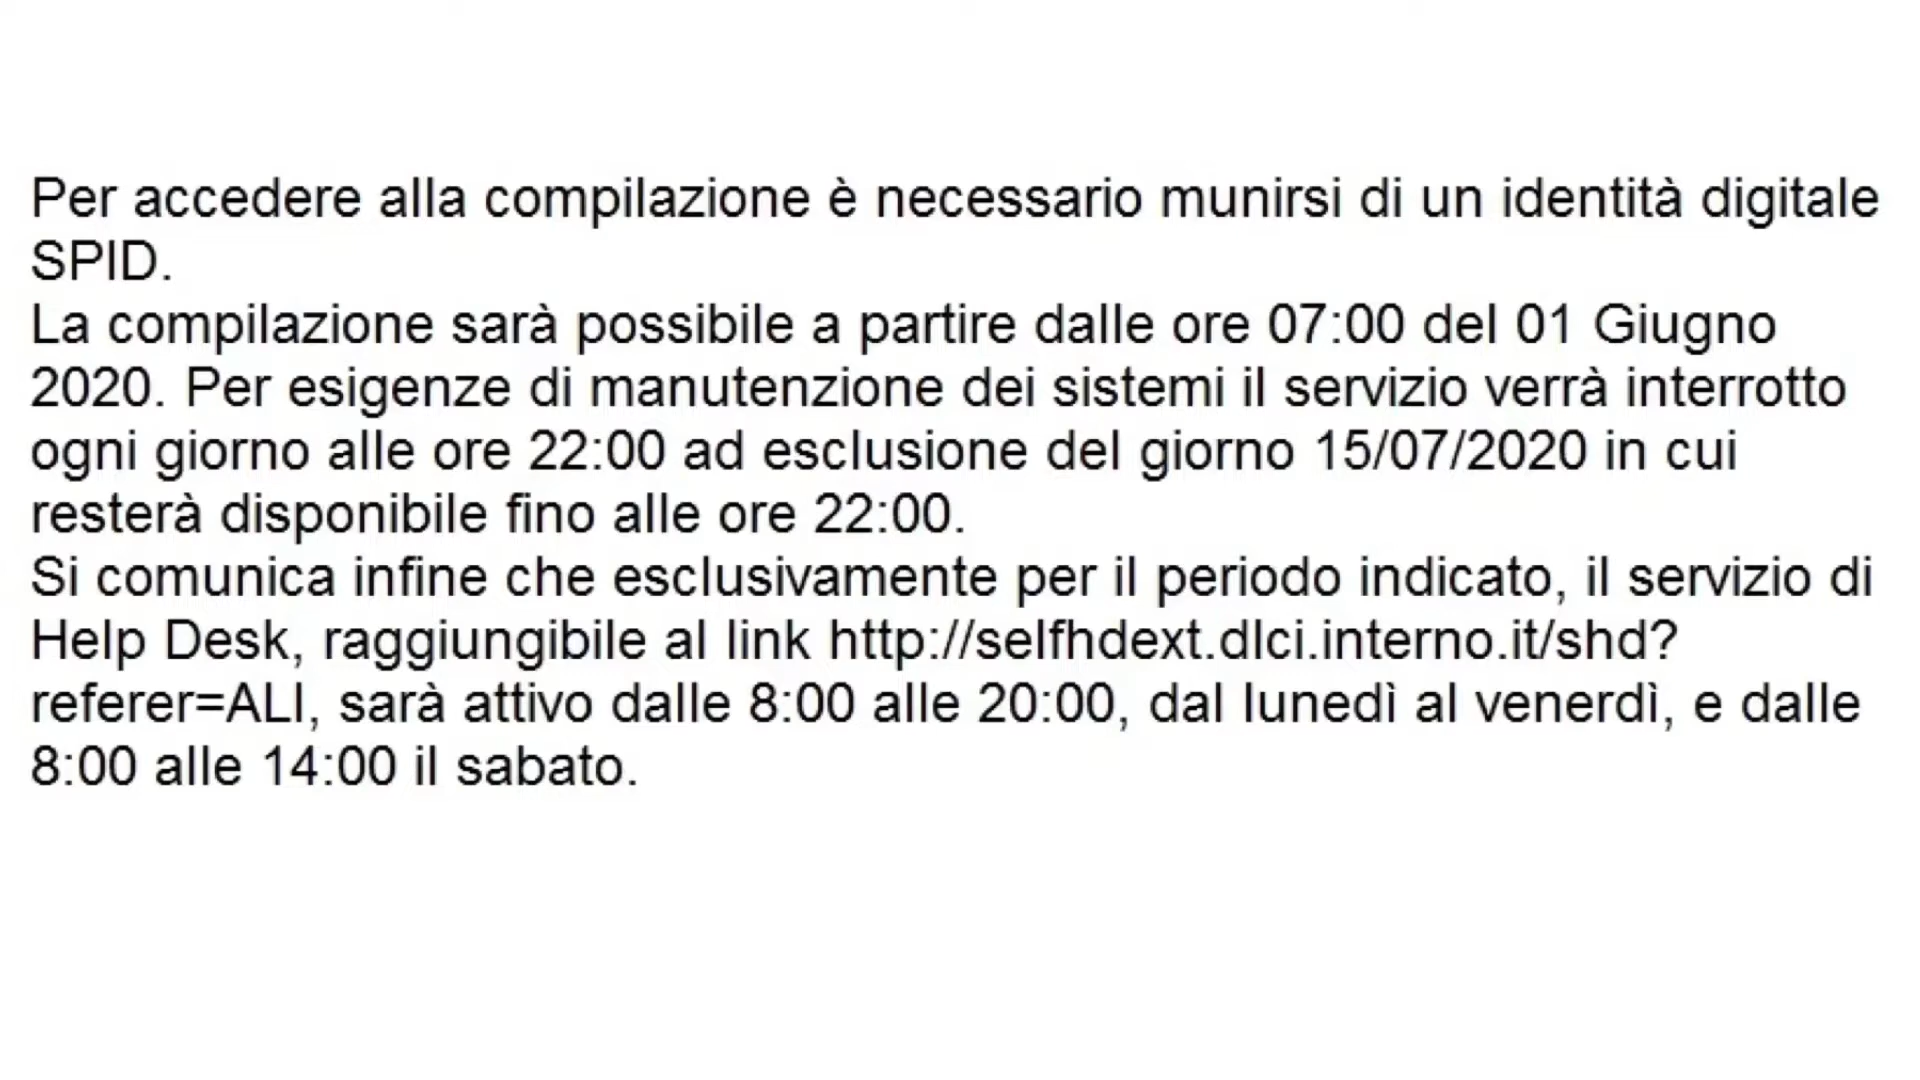 Per accedere alla compilazione è necessario munirsi di un identità digitale
SPID.
La compilazione sarà possibile a partire dalle ore 07:00 del 01 Giugno
2020. Per esigenze di manutenzione dei sistemi il servizio verrà interrotto
ogni giorno alle ore 22:00 ad esclusione del giorno 15/07/2020 in cui
resterà disponibile fino alle ore 22:00.
Si comunica infine che esclusivamente per il periodo indicato, il servizio di
Help Desk, raggiungibile al link http://selfhdext.dlci.interno.it/shd?
referer=ALI, sarà attivo dalle 8:00 alle 20:00, dal lunedì al venerdì, e dalle
8:00 alle 14:00 il sabato.